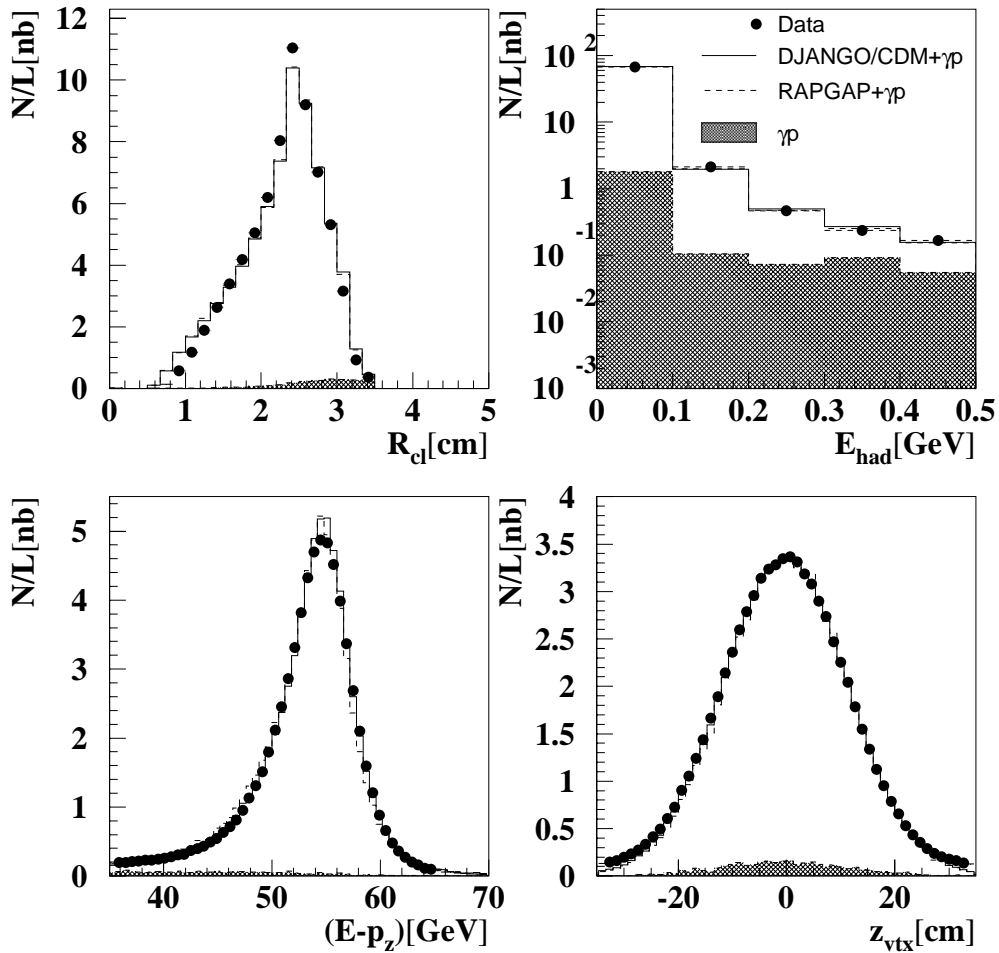 N/L[nb]
12
10
8
6
4
2
0
0 1 2 3 4 5
R_cl[cm]
N/L[nb]
10^2
10
1
10^-1
10^-2
10^-3
0 0.1 0.2 0.3 0.4 0.5
E_had[GeV]
Data
DJANGO/CDM+γp
RAPGAP+γp
γp
N/L[nb]
5
4
3
2
1
0
40 50 60 70
(E-p_z)[GeV]
N/L[nb]
4
3.5
3
2.5
2
1.5
1
0.5
0
-20 0 20
z_vtx[cm]